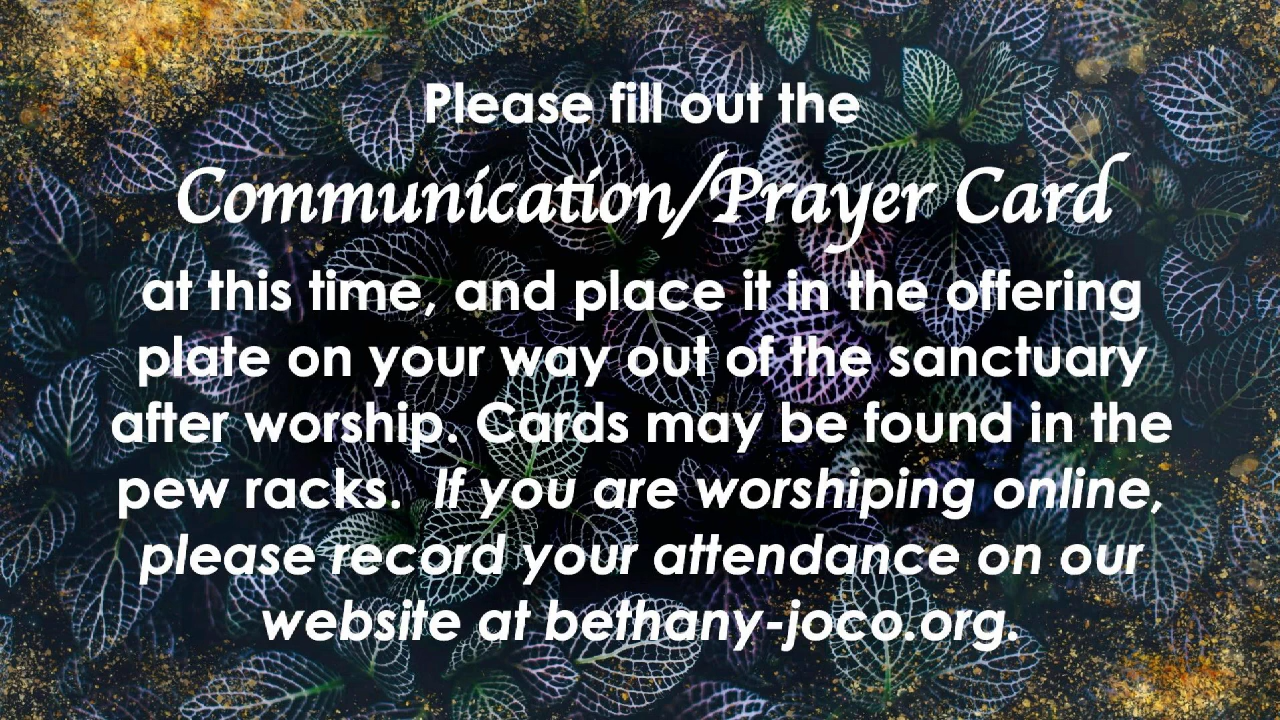 Please fill out the
Communication/Prayer Card
at this time, and place it in the offering
plate on your way out of the sanctuary
after worship. Cards may be found in the
pew racks.  If you are worshiping online,
please record your attendance on our
website at bethany-joco.org.